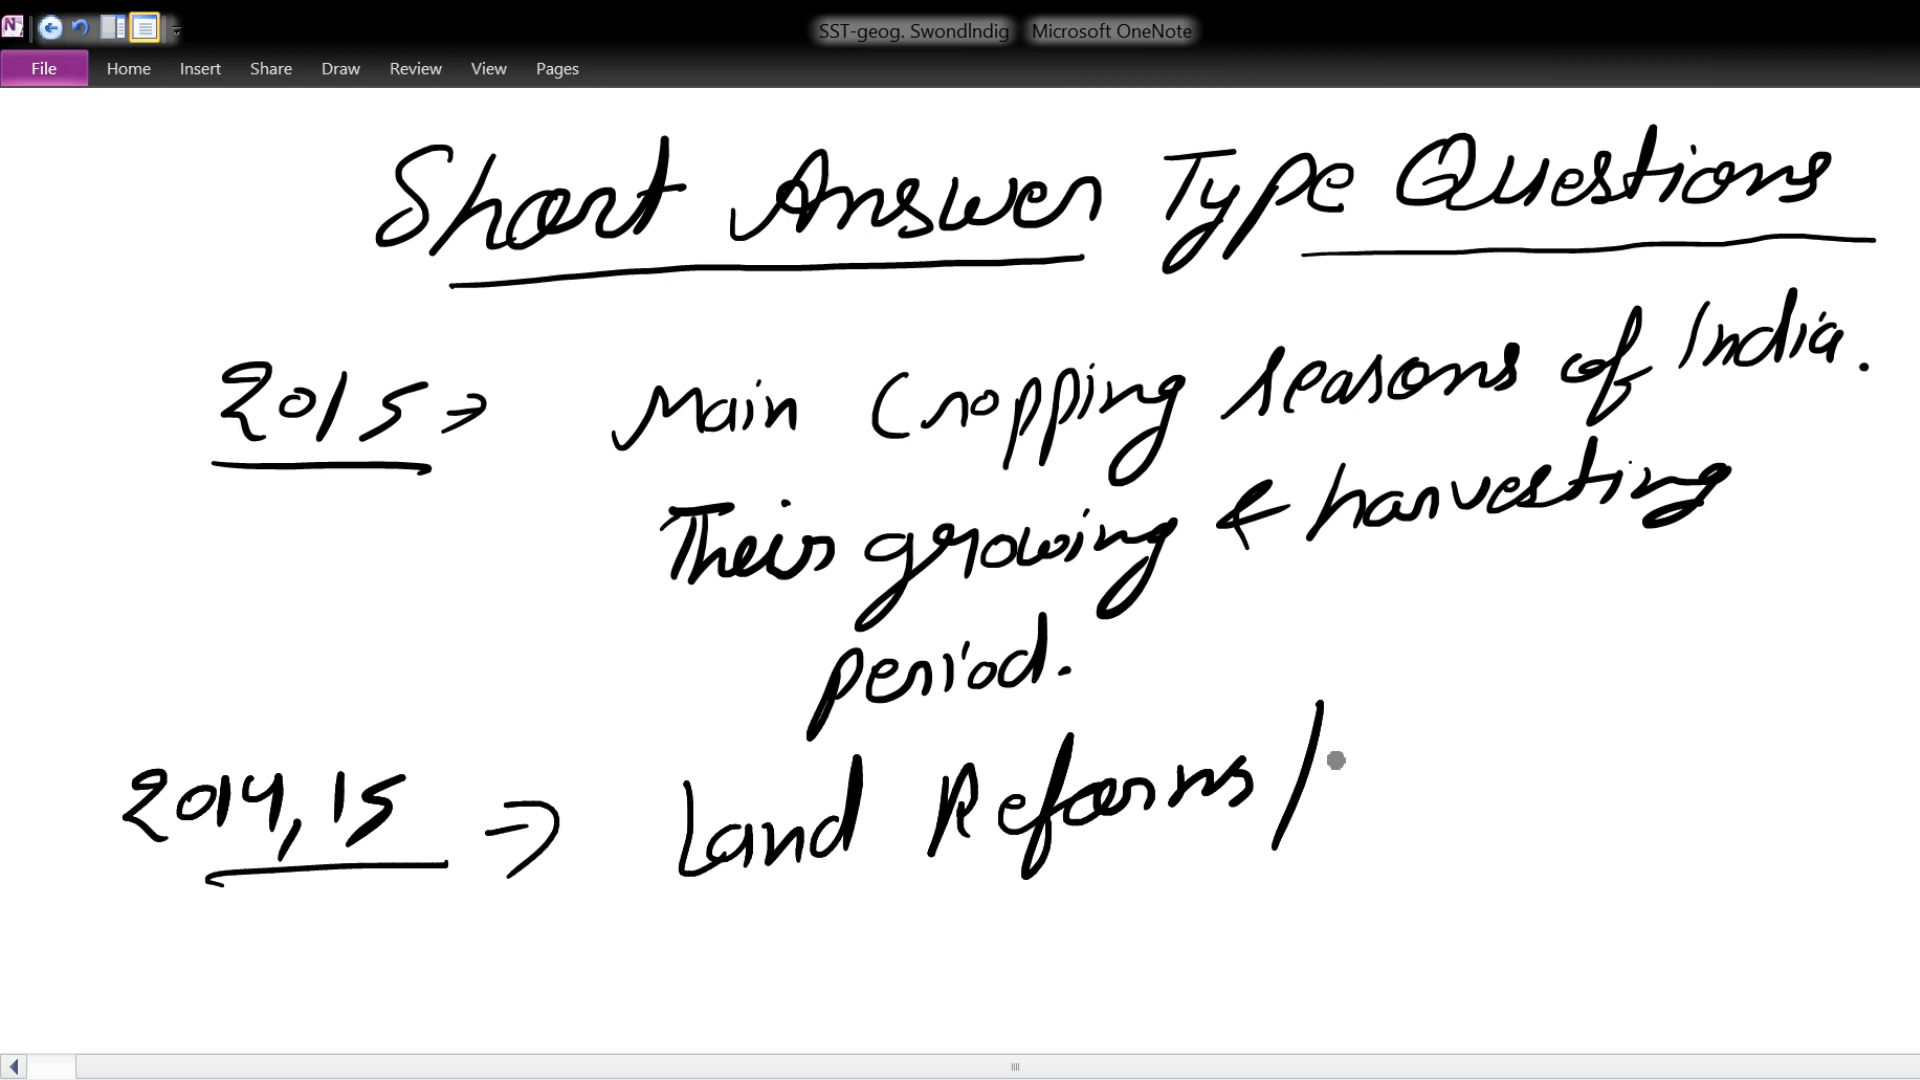 SST-geog. SwondIndig - Microsoft OneNote
File Home Insert Share Draw Review View Pages
Short Answer Type Questions
2015 → Main Cropping seasons of India.
Their growing & harvesting
period.
2014, 15 → Land Reforms /